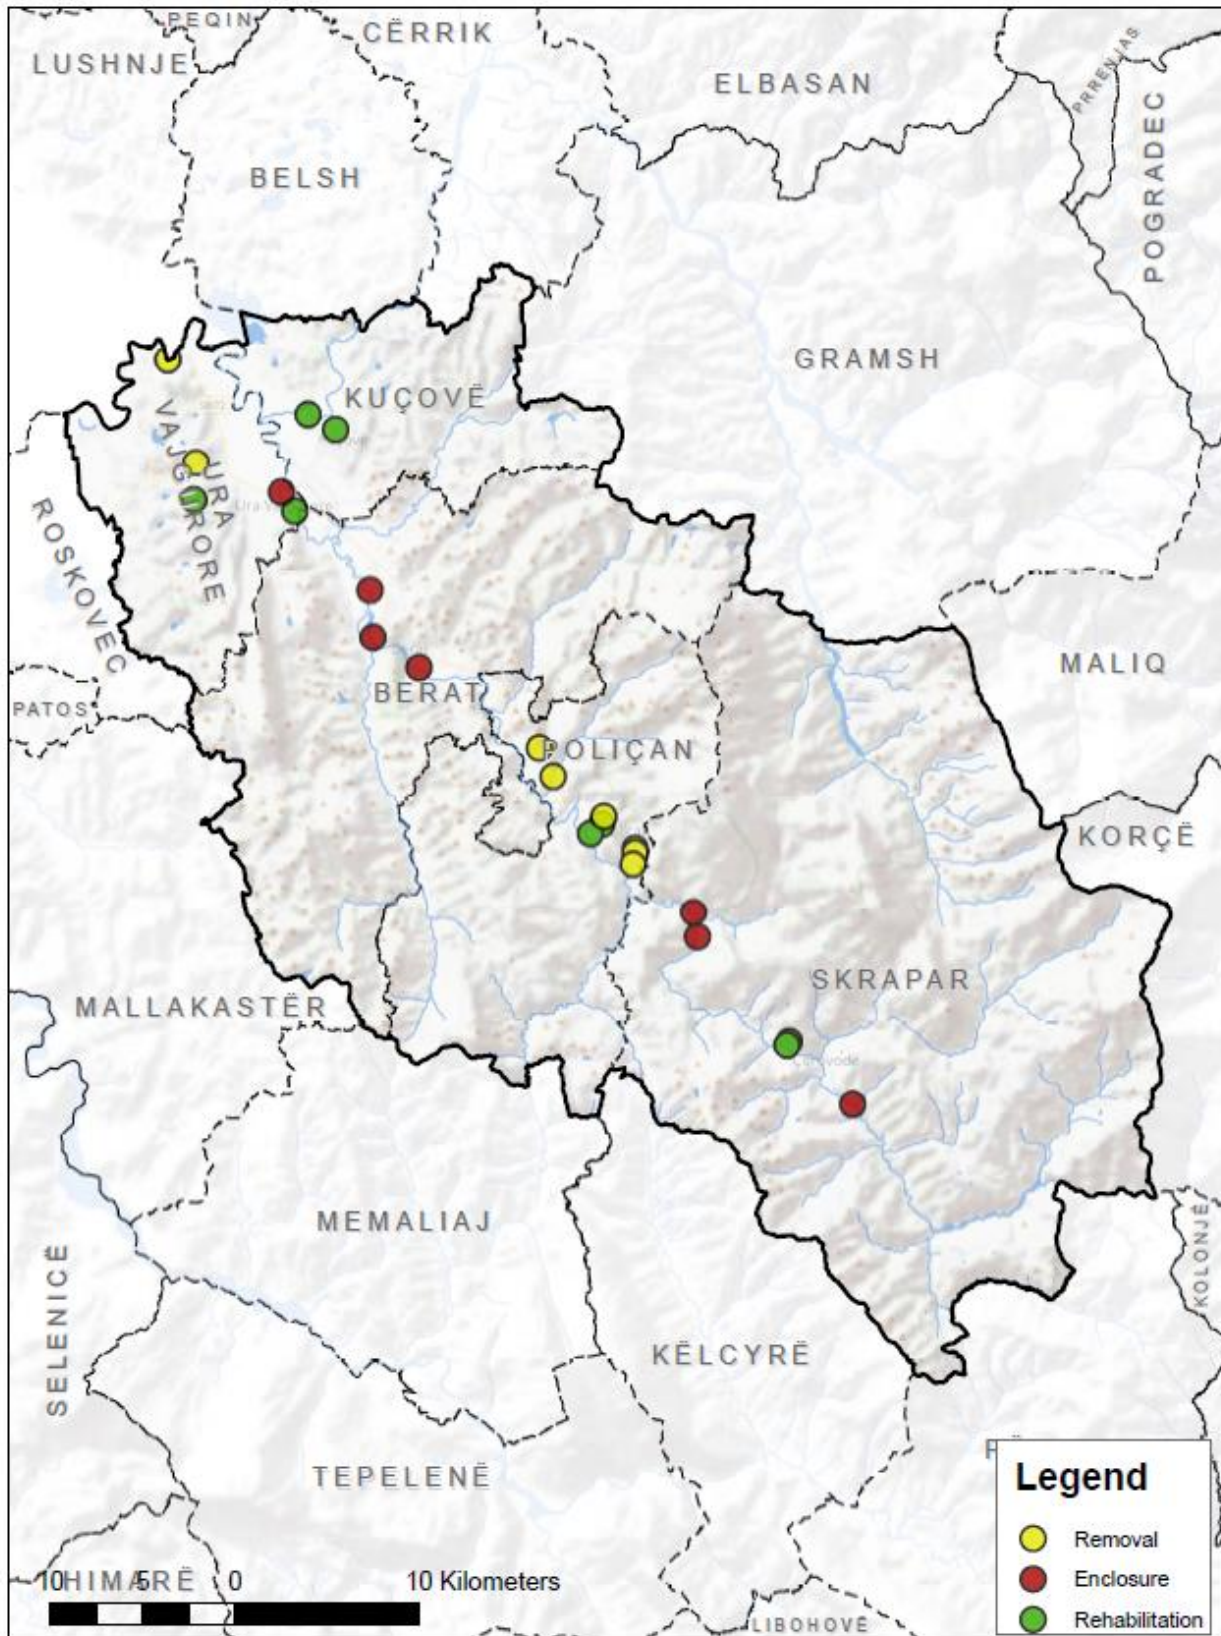 PEQIN
CËRRIK
LUSHNJE
ELBASAN
PRRENJAS
POGRADEC
BELSH
GRAMSH
KUÇOVË
URA
VAJGURORE
ROSKOVEC
MALIQ
PATOS
BERAT
POLIÇAN
KORÇË
SKRAPAR
MALLAKASTËR
MEMALIAJ
SELENICË
KOLONJË
KËLCYRË
TEPELENË
HIMARË
LIBOHOVË
10 5 0 10 Kilometers
Legend
Removal
Enclosure
Rehabilitation